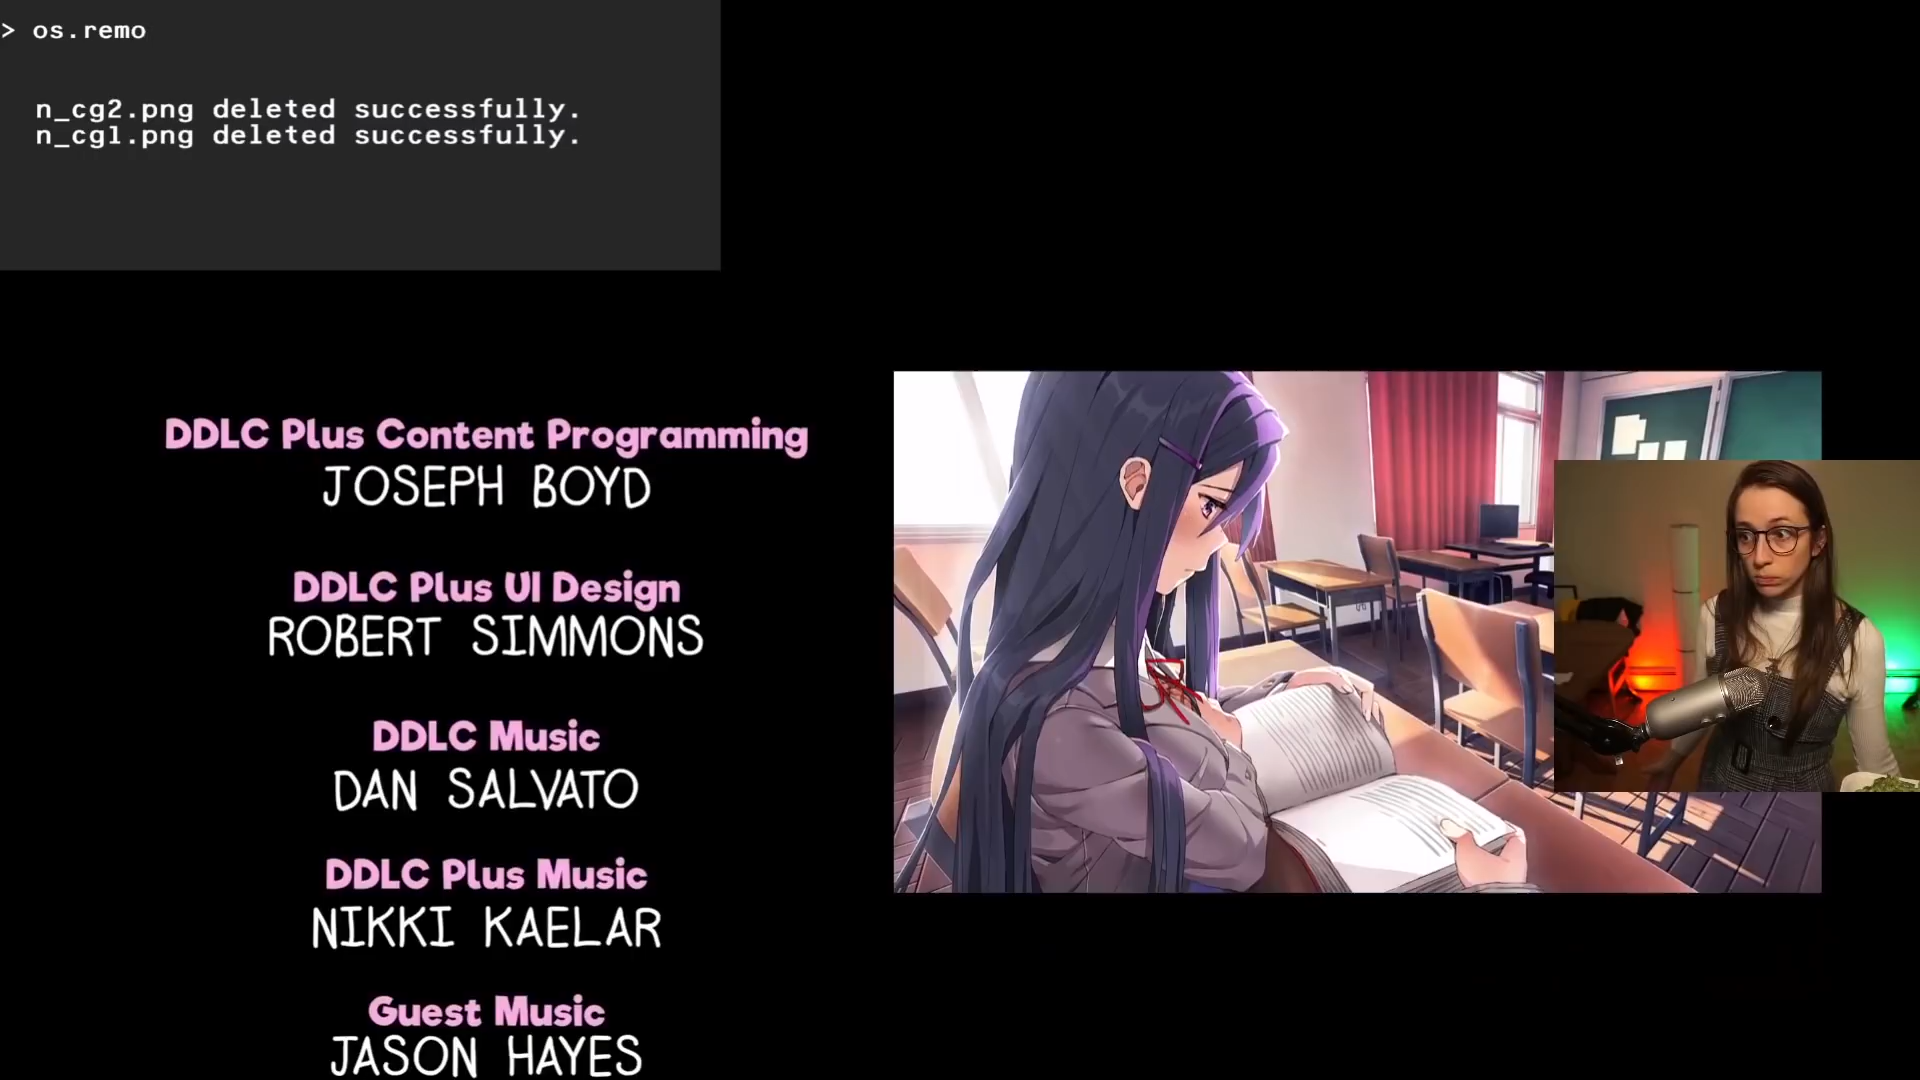 > os.remo
n_cg2.png deleted successfully.
n_cg1.png deleted successfully.
DDLC Plus Content Programming
JOSEPH BOYD
DDLC Plus UI Design
ROBERT SIMMONS
DDLC Music
DAN SALVATO
DDLC Plus Music
NIKKI KAELAR
Guest Music
JASON HAYES